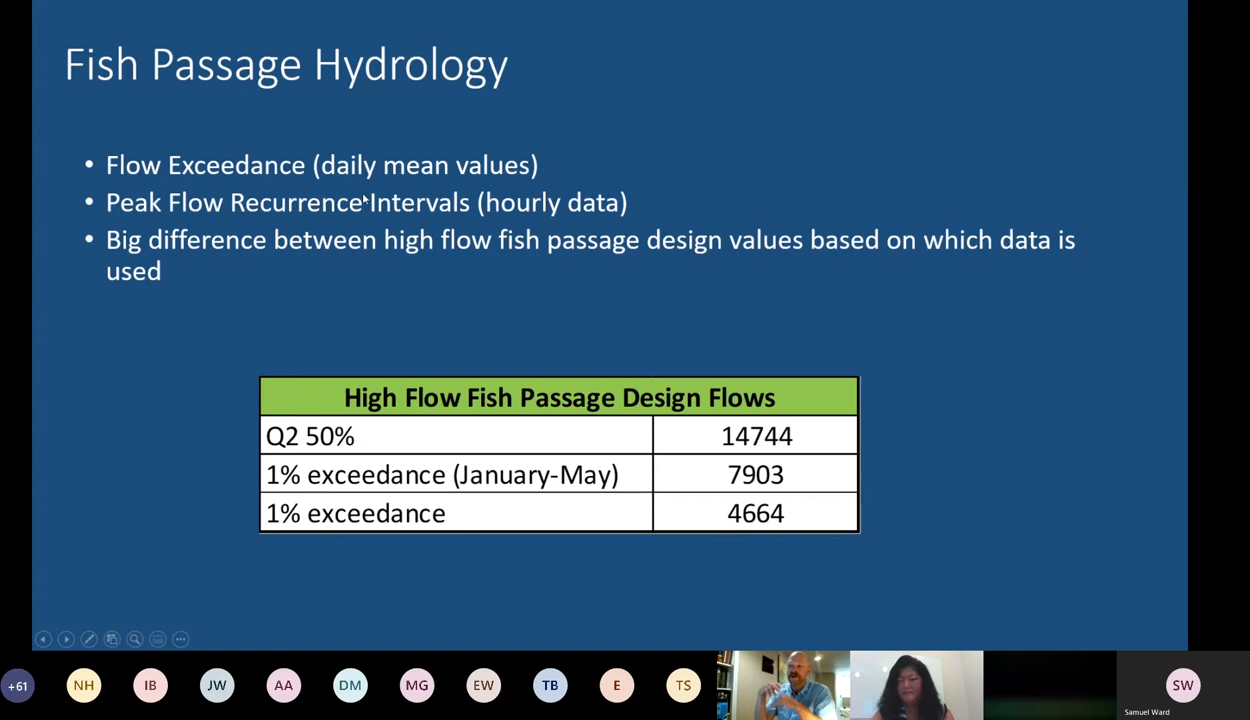 Fish Passage Hydrology
• Flow Exceedance (daily mean values)
• Peak Flow Recurrence Intervals (hourly data)
• Big difference between high flow fish passage design values based on which data is
used
High Flow Fish Passage Design Flows
Q2 50% 14744
1% exceedance (January-May) 7903
1% exceedance 4664
+61 NH IB JW AA DM MG EW TB E TS SW
Samuel Ward